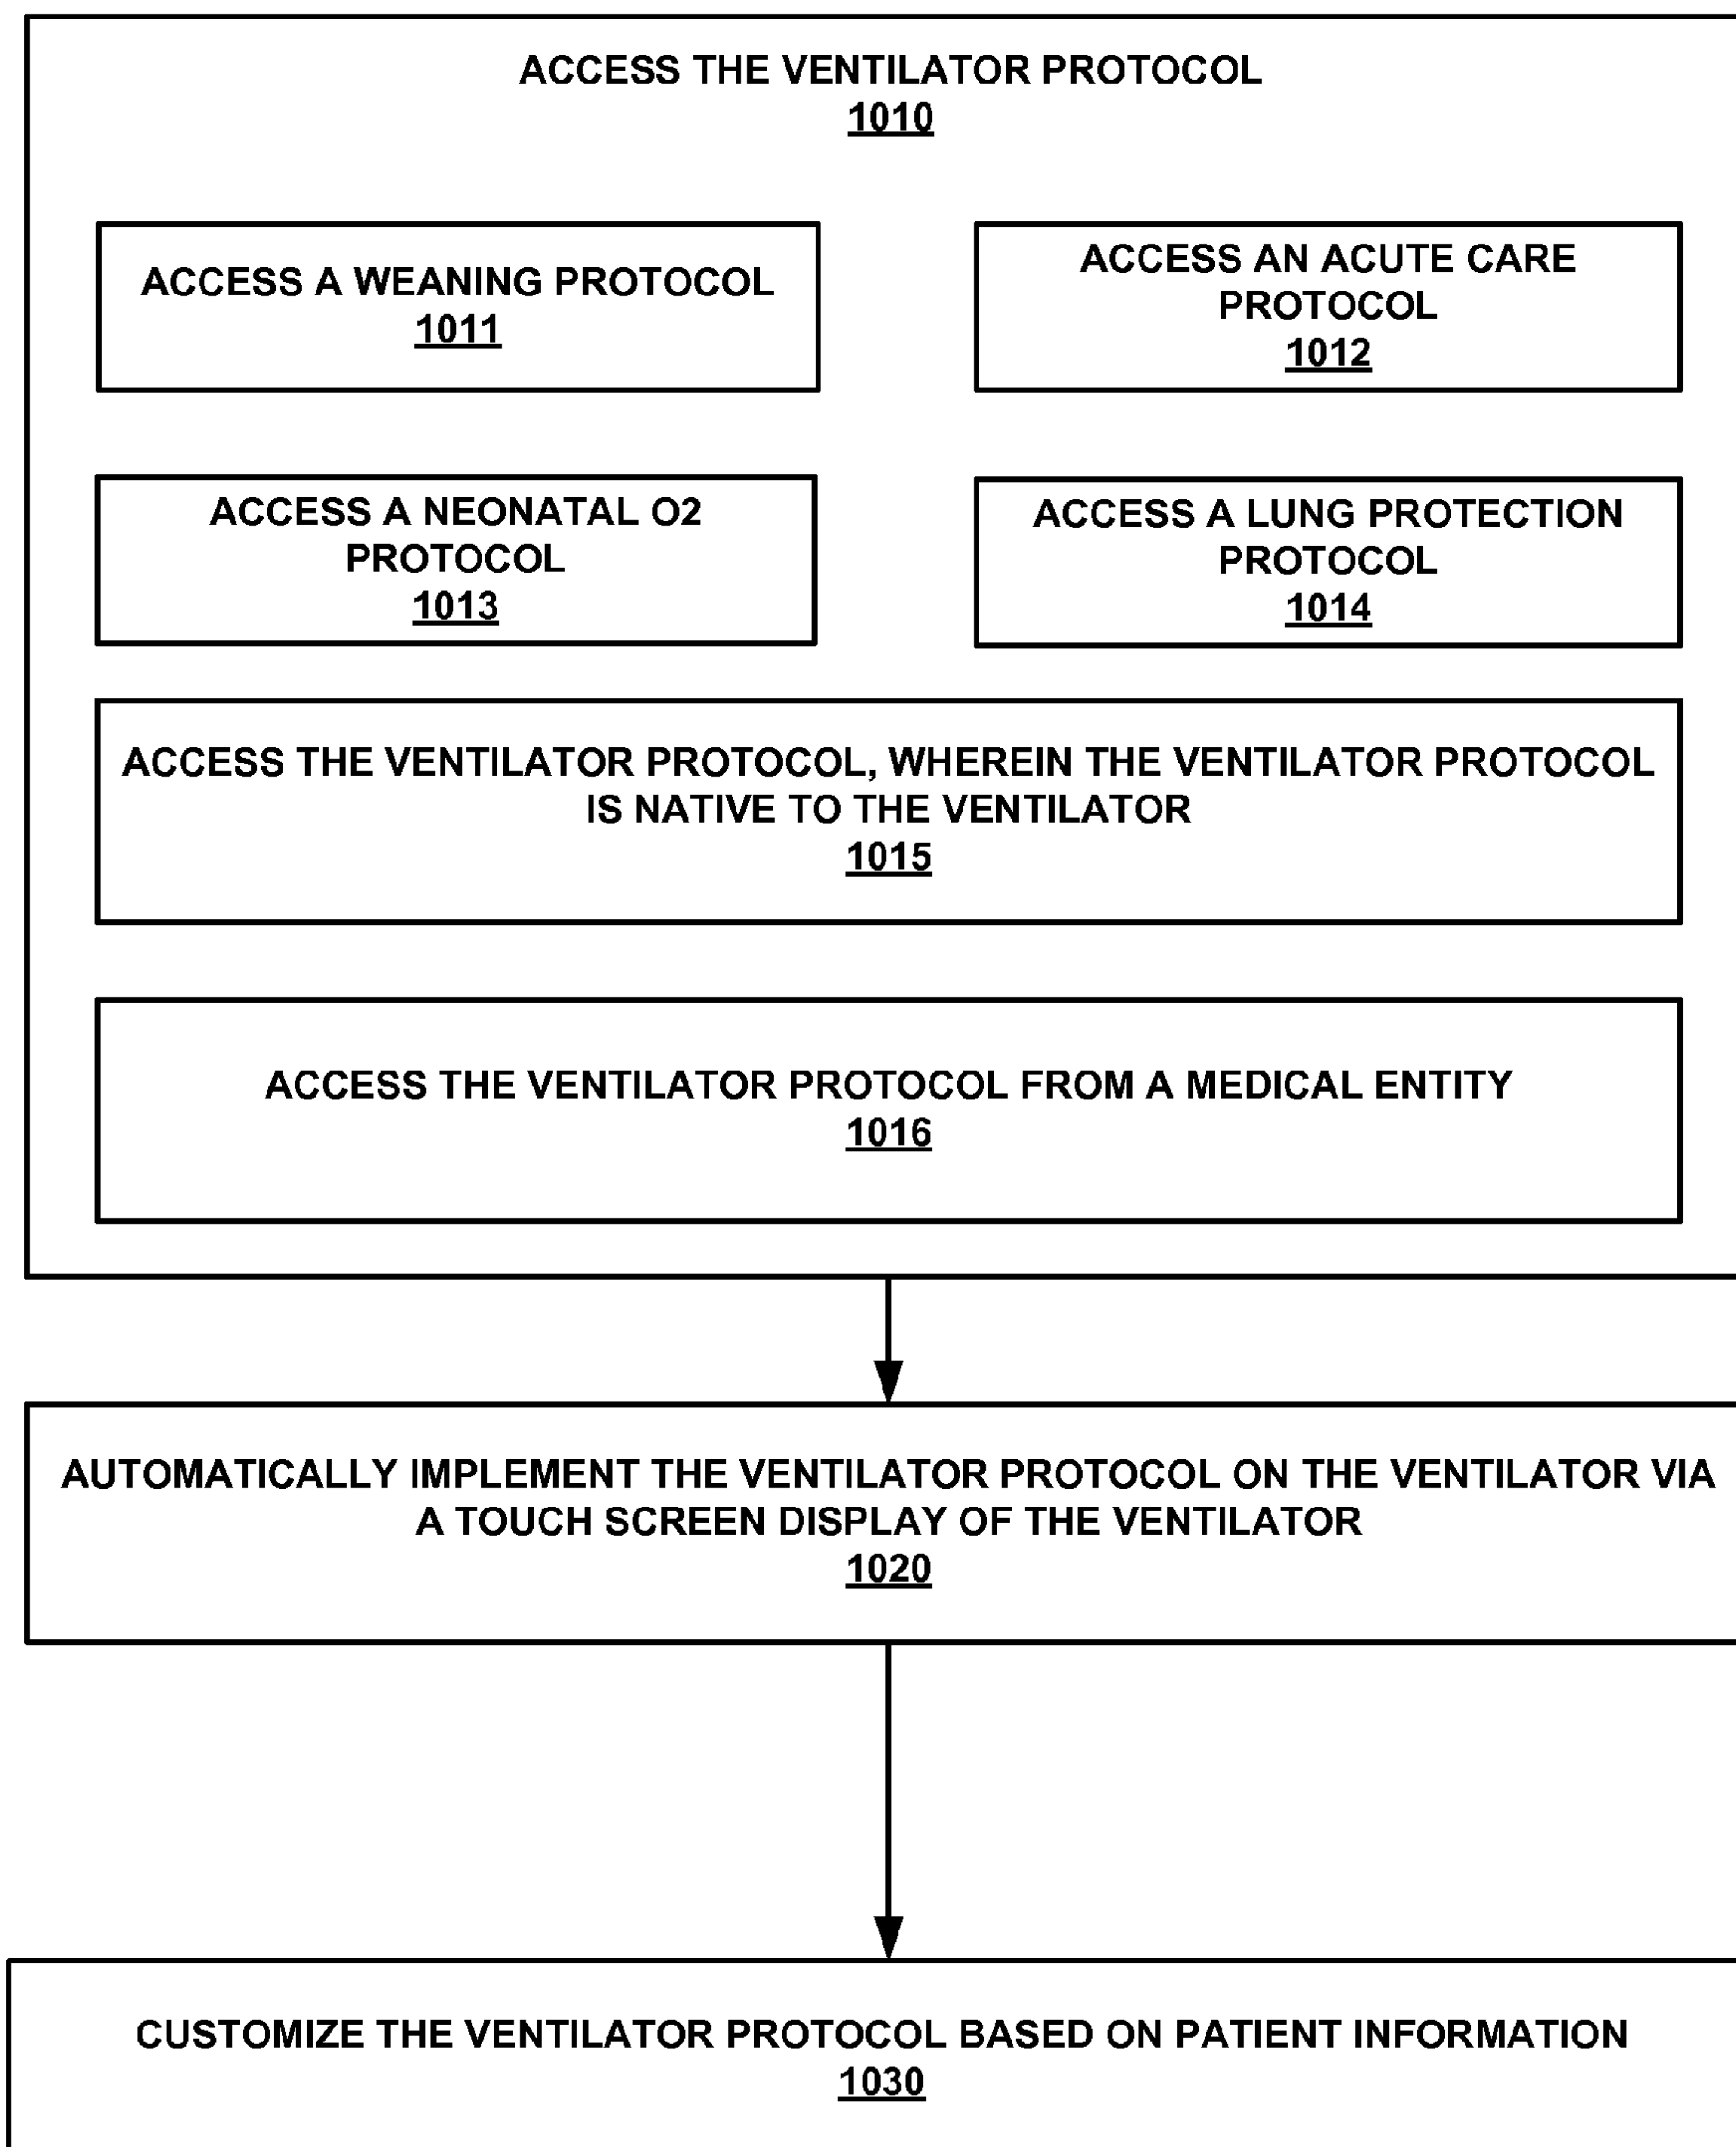 ACCESS THE VENTILATOR PROTOCOL
1010
ACCESS A WEANING PROTOCOL
1011
ACCESS AN ACUTE CARE
PROTOCOL
1012
ACCESS A NEONATAL O2
PROTOCOL
1013
ACCESS A LUNG PROTECTION
PROTOCOL
1014
ACCESS THE VENTILATOR PROTOCOL, WHEREIN THE VENTILATOR PROTOCOL
IS NATIVE TO THE VENTILATOR
1015
ACCESS THE VENTILATOR PROTOCOL FROM A MEDICAL ENTITY
1016
AUTOMATICALLY IMPLEMENT THE VENTILATOR PROTOCOL ON THE VENTILATOR VIA
A TOUCH SCREEN DISPLAY OF THE VENTILATOR
1020
CUSTOMIZE THE VENTILATOR PROTOCOL BASED ON PATIENT INFORMATION
1030